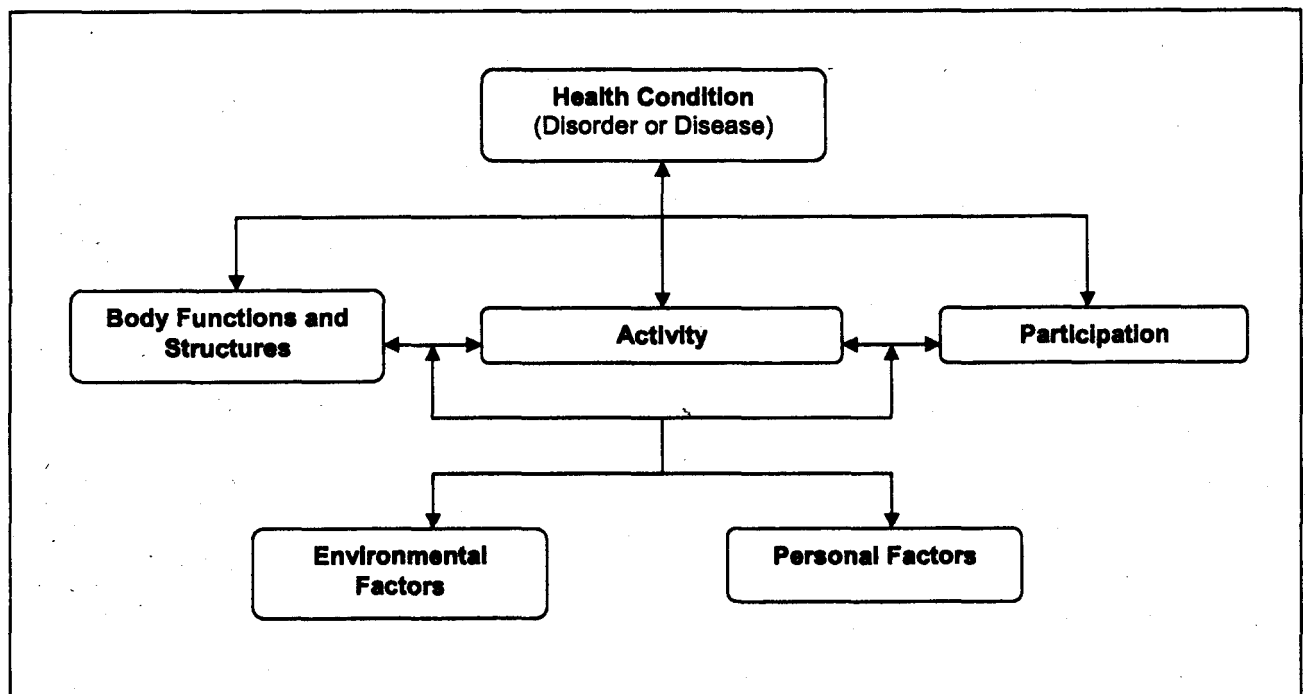 Health Condition
(Disorder or Disease)
Body Functions and
Structures
Activity
Participation
Environmental
Factors
Personal Factors